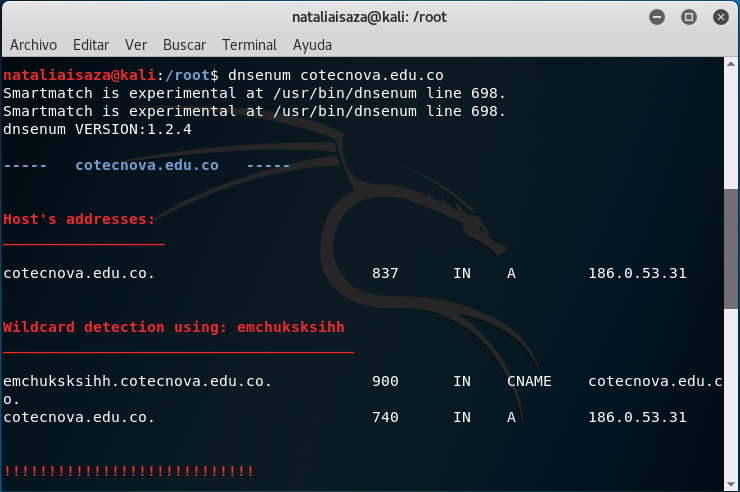 nataliaisaza@kali: /root
Archivo Editar Ver Buscar Terminal Ayuda
nataliaisaza@kali:/root$ dnsenum cotecnova.edu.co
Smartmatch is experimental at /usr/bin/dnsenum line 698.
Smartmatch is experimental at /usr/bin/dnsenum line 698.
dnsenum VERSION:1.2.4
----- cotecnova.edu.co -----
Host's addresses:
__________________
cotecnova.edu.co. 837 IN A 186.0.53.31
Wildcard detection using: emchuksksihh
_______________________________________
emchuksksihh.cotecnova.edu.co. 900 IN CNAME cotecnova.edu.c
o.
cotecnova.edu.co. 740 IN A 186.0.53.31
!!!!!!!!!!!!!!!!!!!!!!!!!!!!